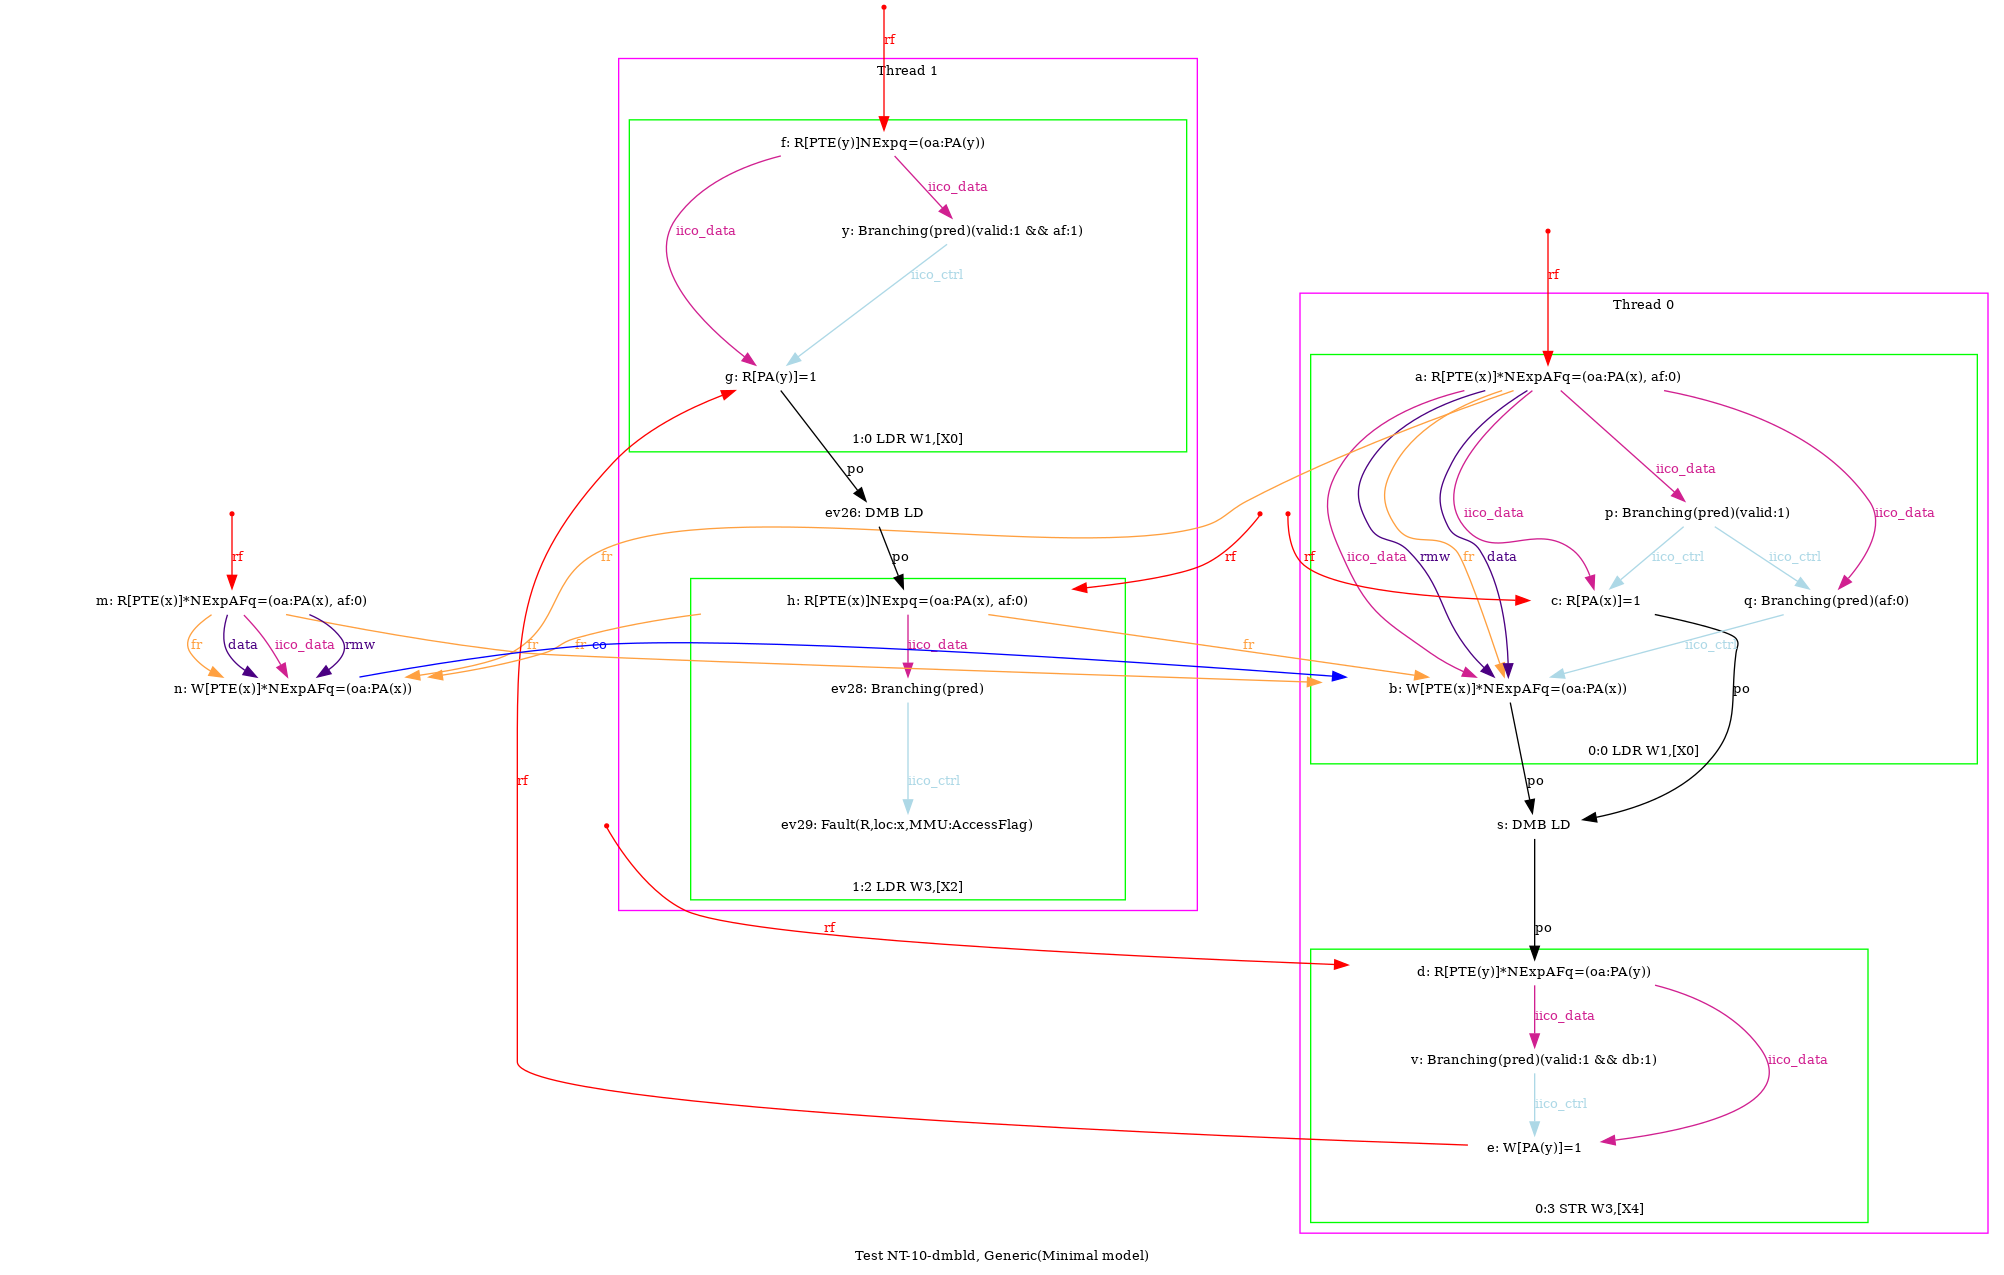 rf
Thread 1
f: R[PTE(y)]NExpq=(oa:PA(y))
iico_data
iico_data
y: Branching(pred)(valid:1 && af:1)
iico_ctrl
rf
Thread 0
g: R[PA(y)]=1
a: R[PTE(x)]*NExpAFq=(oa:PA(x), af:0)
1:0 LDR W1,[X0]
po
iico_data
ev26: DMB LD
iico_data
p: Branching(pred)(valid:1)
iico_data
rf
fr
po
rf
rf
iico_data
rmw
fr
data
iico_ctrl
iico_ctrl
m: R[PTE(x)]*NExpAFq=(oa:PA(x), af:0)
h: R[PTE(x)]NExpq=(oa:PA(x), af:0)
c: R[PA(x)]=1
q: Branching(pred)(af:0)
fr
data
iico_data
rmw
fr
fr
co
iico_data
fr
iico_ctrl
n: W[PTE(x)]*NExpAFq=(oa:PA(x))
ev28: Branching(pred)
b: W[PTE(x)]*NExpAFq=(oa:PA(x))
po
0:0 LDR W1,[X0]
rf
iico_ctrl
po
ev29: Fault(R,loc:x,MMU:AccessFlag)
s: DMB LD
1:2 LDR W3,[X2]
rf
po
d: R[PTE(y)]*NExpAFq=(oa:PA(y))
iico_data
v: Branching(pred)(valid:1 && db:1)
iico_data
iico_ctrl
e: W[PA(y)]=1
0:3 STR W3,[X4]
Test NT-10-dmbld, Generic(Minimal model)